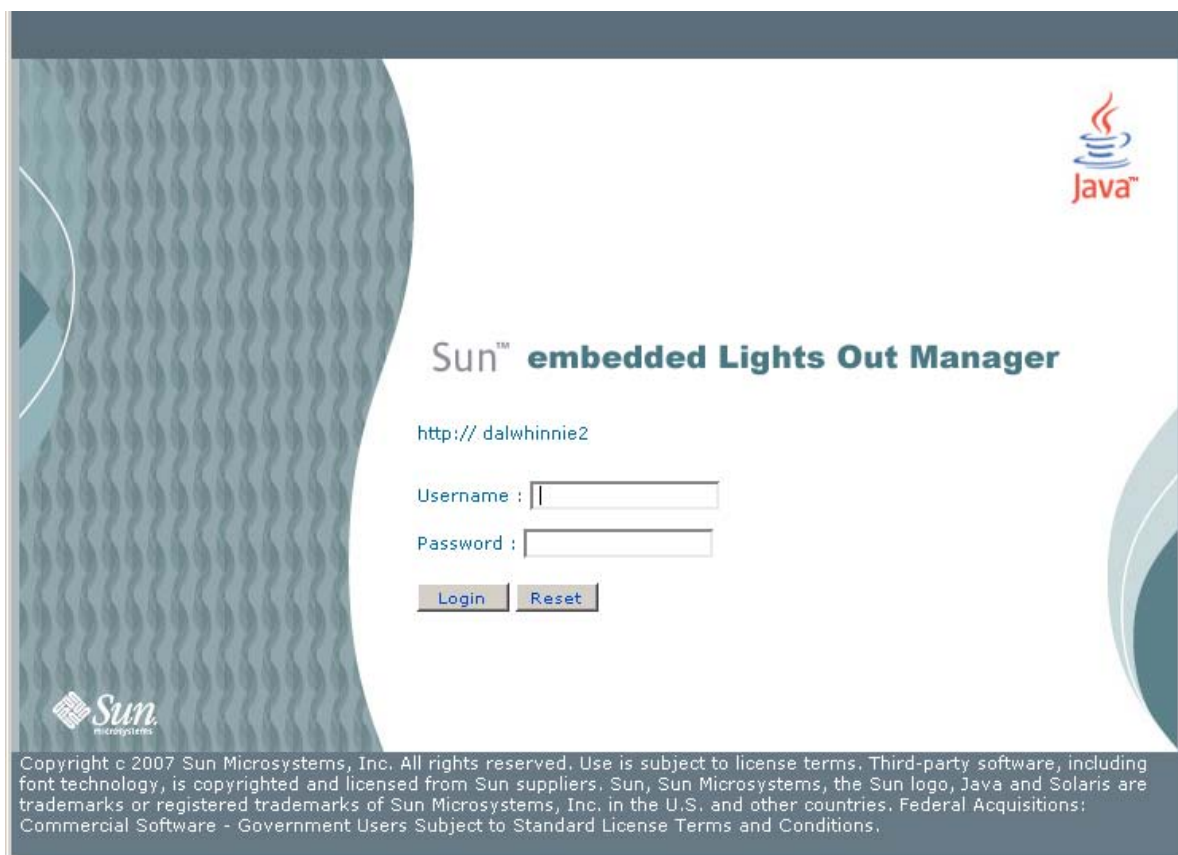 Java™
Sun™ embedded Lights Out Manager
http:// dalwhinnie2
Username :
Password :
Login Reset
Sun.
microsystems
Copyright c 2007 Sun Microsystems, Inc. All rights reserved. Use is subject to license terms. Third-party software, including
font technology, is copyrighted and licensed from Sun suppliers. Sun, Sun Microsystems, the Sun logo, Java and Solaris are
trademarks or registered trademarks of Sun Microsystems, Inc. in the U.S. and other countries. Federal Acquisitions:
Commercial Software - Government Users Subject to Standard License Terms and Conditions.